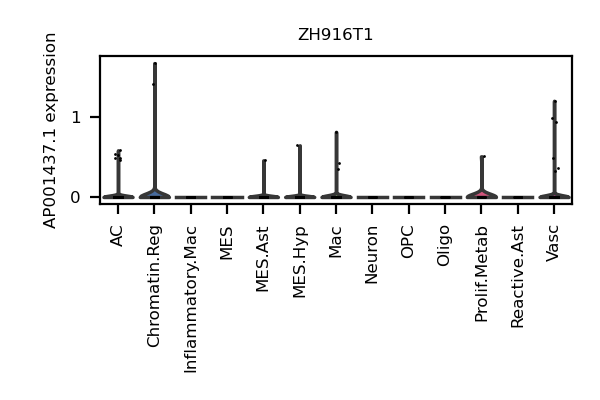 ZH916T1
AP001437.1 expression
1
0
AC
Chromatin.Reg
Inflammatory.Mac
MES
MES.Ast
MES.Hyp
Mac
Neuron
OPC
Oligo
Prolif.Metab
Reactive.Ast
Vasc